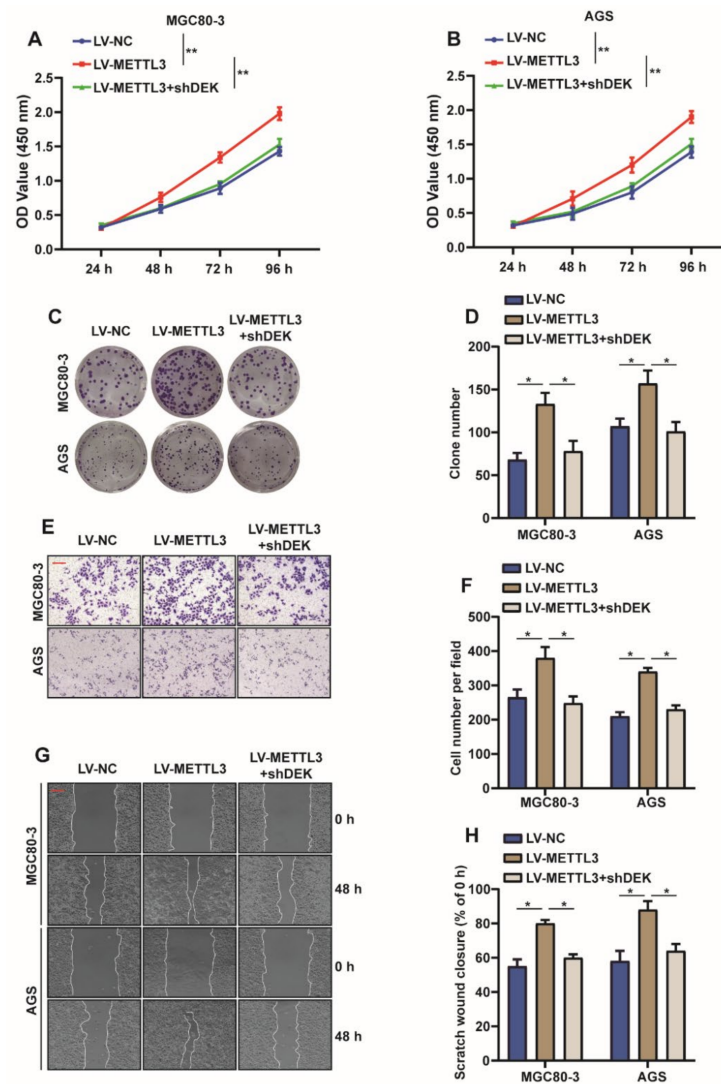 MGC80-3
A
LV-NC
LV-METTL3
LV-METTL3+shDEK
**
**
OD Value (450 nm)
2.5
2.0
1.5
1.0
0.5
0.0
24 h 48 h 72 h 96 h
AGS
B
LV-NC
LV-METTL3
LV-METTL3+shDEK
**
**
OD Value (450 nm)
2.5
2.0
1.5
1.0
0.5
0.0
24 h 48 h 72 h 96 h
C
LV-NC LV-METTL3 LV-METTL3
+shDEK
MGC80-3
AGS
D
LV-NC
LV-METTL3
LV-METTL3+shDEK
Clone number
200
150
100
50
0
* * * *
MGC80-3 AGS
E
LV-NC LV-METTL3 LV-METTL3
+shDEK
MGC80-3
AGS
F
LV-NC
LV-METTL3
LV-METTL3+shDEK
Cell number per field
500
400
300
200
100
0
* * * *
MGC80-3 AGS
G
LV-NC LV-METTL3 LV-METTL3
+shDEK
MGC80-3
0 h
48 h
AGS
0 h
48 h
H
LV-NC
LV-METTL3
LV-METTL3+shDEK
Scratch wound closure (% of 0 h)
100
80
60
40
20
0
* * * *
MGC80-3 AGS